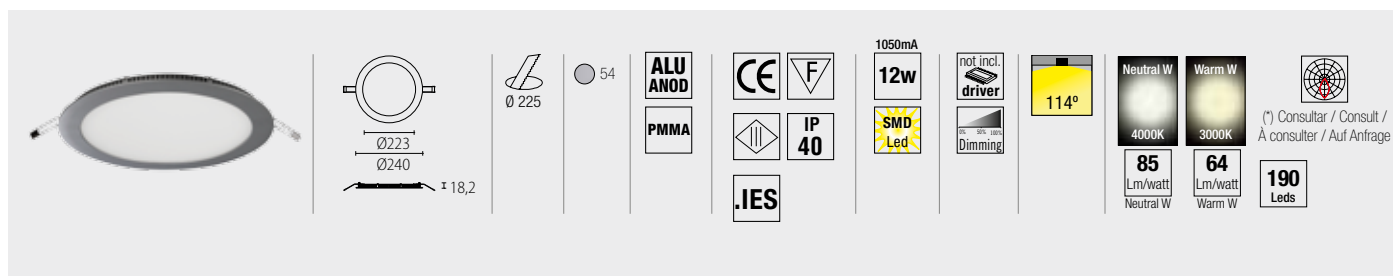 Ø223
Ø240
18,2
Ø 225
54
ALU
ANOD
PMMA
CE
F
III
IP
40
.IES
1050mA
12w
SMD
Led
not incl.
driver
0% 50% 100%
Dimming
114º
Neutral W
4000K
85
Lm/watt
Neutral W
Warm W
3000K
64
Lm/watt
Warm W
(*) Consultar / Consult /
À consulter / Auf Anfrage
190
Leds